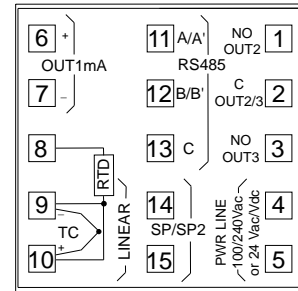 6 +
OUT1mA
7 −
8
RTD
9 −
TC
10 +
LINEAR
11 A/A'
RS485
12 B/B'
13 C
14
SP/SP2
15
NO 1
OUT2
C 2
OUT2/3
NO 3
OUT3
4
5
PWR LINE
100/240Vac
or 24 Vac/Vdc